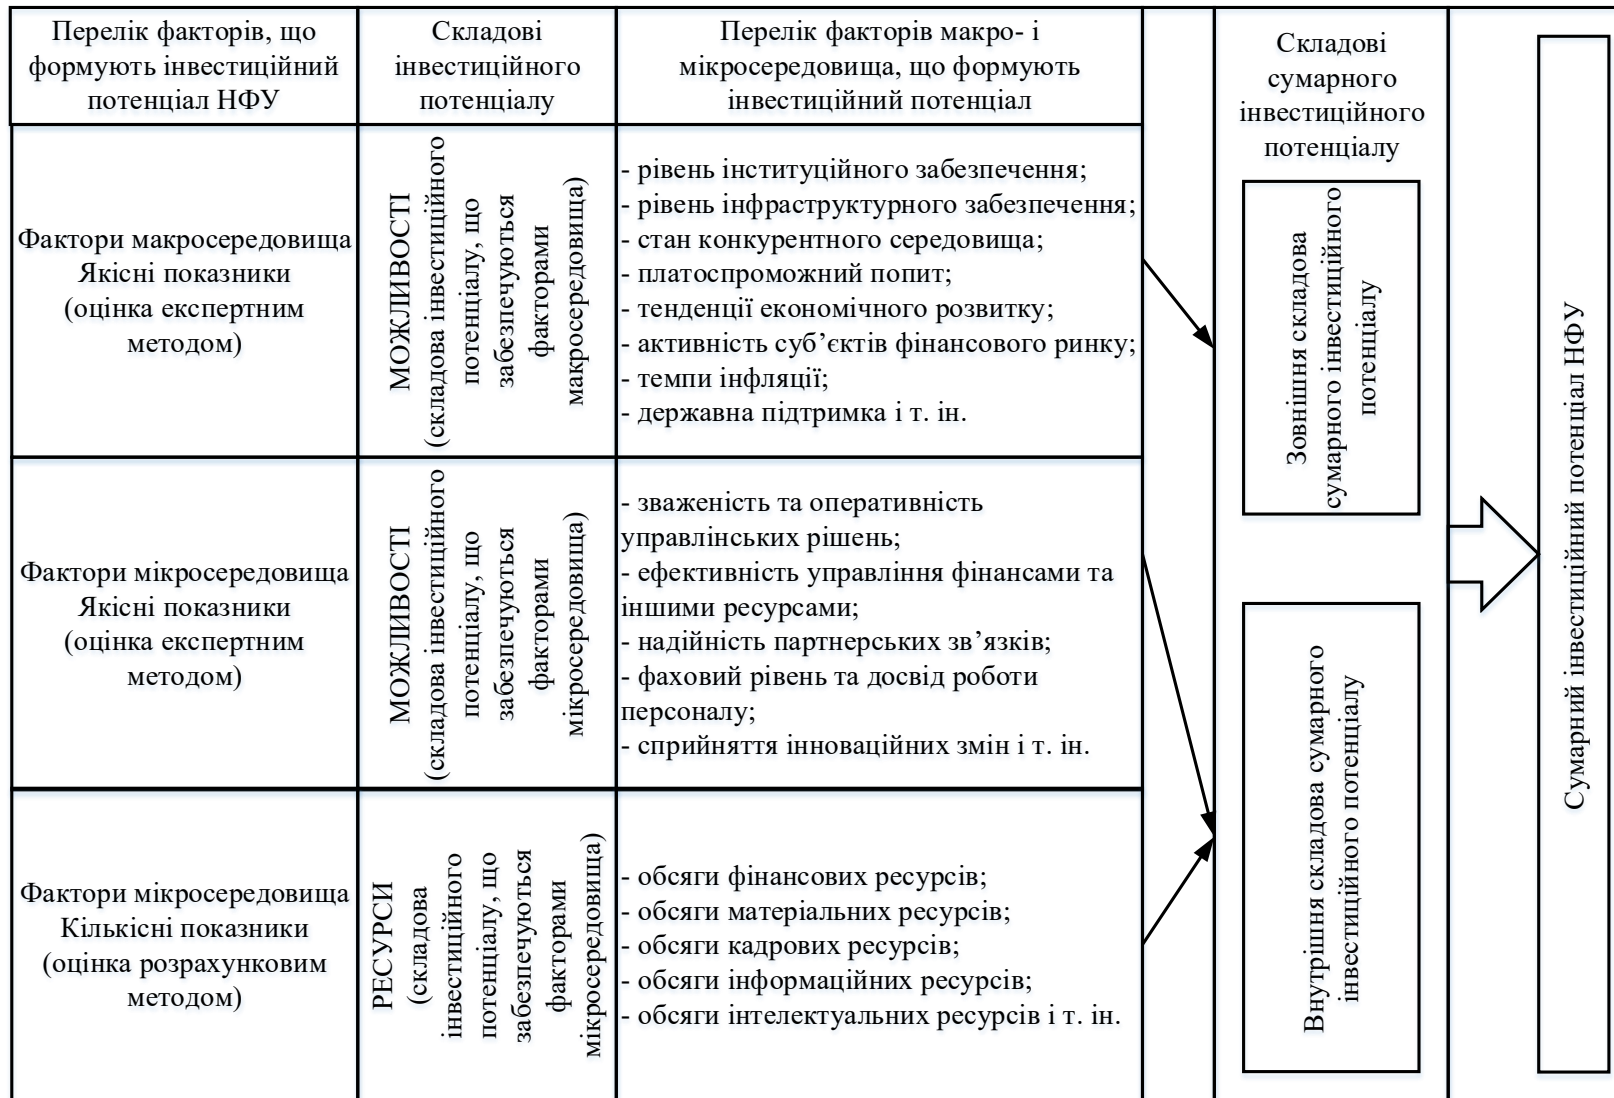 Перелік факторів, що
формують інвестиційний
потенціал НФУ
Складові
інвестиційного
потенціалу
Перелік факторів макро- і
мікросередовища, що формують
інвестиційний потенціал
Складові
сумарного
інвестиційного
потенціалу
Фактори макросередовища
Якісні показники
(оцінка експертним
методом)
МОЖЛИВОСТІ
(складова інвестиційного
потенціалу, що
забезпечуються
факторами
макросередовища)
- рівень інституційного забезпечення;
- рівень інфраструктурного забезпечення;
- стан конкурентного середовища;
- платоспроможний попит;
- тенденції економічного розвитку;
- активність суб’єктів фінансового ринку;
- темпи інфляції;
- державна підтримка і т. ін.
Зовнішня складова
сумарного інвестиційного
потенціалу
Фактори мікросередовища
Якісні показники
(оцінка експертним
методом)
МОЖЛИВОСТІ
(складова інвестиційного
потенціалу, що
забезпечуються
факторами
мікросередовища)
- зваженість та оперативність
управлінських рішень;
- ефективність управління фінансами та
іншими ресурсами;
- надійність партнерських зв’язків;
- фаховий рівень та досвід роботи
персоналу;
- сприйняття інноваційних змін і т. ін.
Фактори мікросередовища
Кількісні показники
(оцінка розрахунковим
методом)
РЕСУРСИ
(складова
інвестиційного
потенціалу, що
забезпечуються
факторами
мікросередовища)
- обсяги фінансових ресурсів;
- обсяги матеріальних ресурсів;
- обсяги кадрових ресурсів;
- обсяги інформаційних ресурсів;
- обсяги інтелектуальних ресурсів і т. ін.
Внутрішня складова сумарного
інвестиційного потенціалу
Сумарний інвестиційний потенціал НФУ